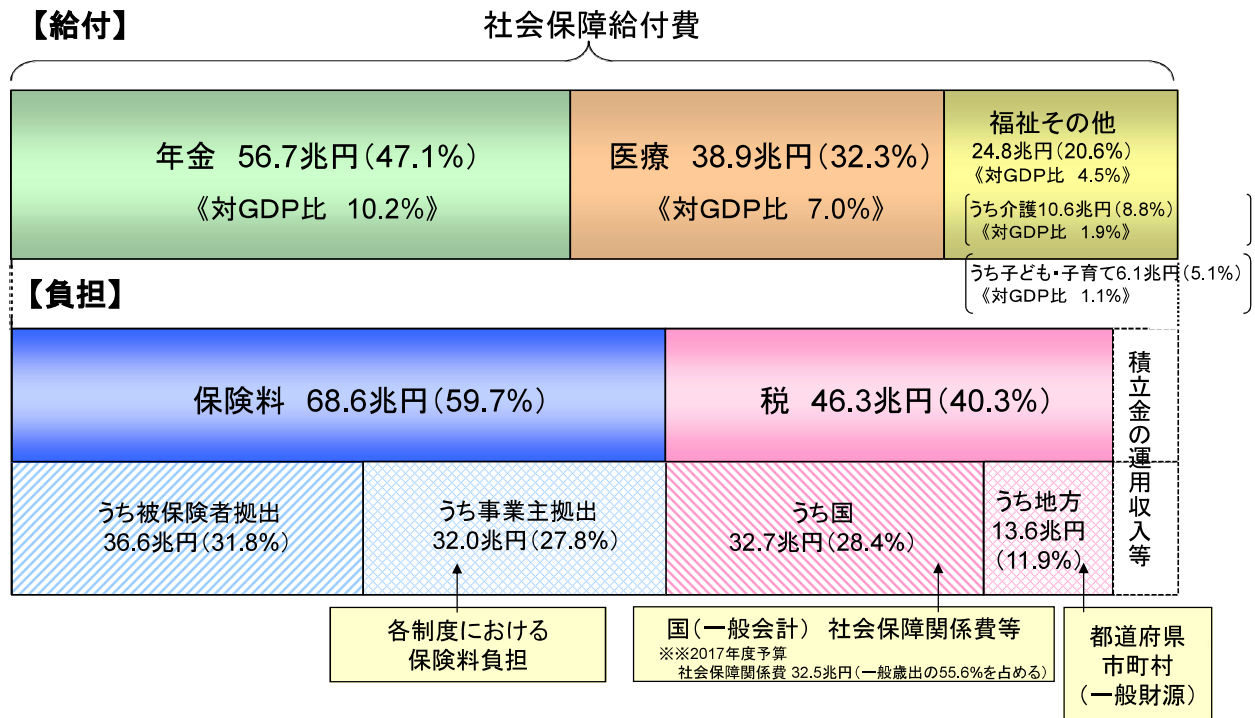 【給付】
社会保障給付費
年金 56.7兆円(47.1%)
《対GDP比 10.2%》
医療 38.9兆円(32.3%)
《対GDP比 7.0%》
福祉その他
24.8兆円(20.6%)
《対GDP比 4.5%》
うち介護10.6兆円(8.8%)
《対GDP比 1.9%》
うち子ども・子育て6.1兆円(5.1%)
《対GDP比 1.1%》
【負担】
保険料 68.6兆円(59.7%)
税 46.3兆円(40.3%)
積立金の運用収入等
うち被保険者拠出
36.6兆円(31.8%)
うち事業主拠出
32.0兆円(27.8%)
うち国
32.7兆円(28.4%)
うち地方
13.6兆円
(11.9%)
各制度における
保険料負担
国(一般会計) 社会保障関係費等
※※2017年度予算
社会保障関係費 32.5兆円(一般歳出の55.6%を占める)
都道府県
市町村
(一般財源)